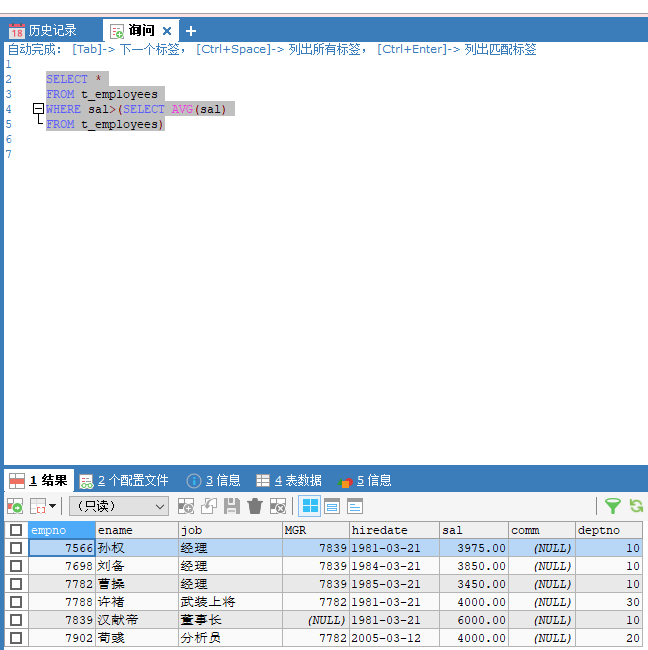 18 历史记录 询问 × +
自动完成： [Tab]-> 下一个标签， [Ctrl+Space]-> 列出所有标签， [Ctrl+Enter]-> 列出匹配标签
1
2 SELECT *
3 FROM t_employees
4 WHERE sal>(SELECT AVG(sal)
5 FROM t_employees)
6
7
1 结果 2 个配置文件 3 信息 4 表数据 5 信息
（只读）
empno ename job MGR hiredate sal comm deptno
7566 孙权 经理 7839 1981-03-21 3975.00 (NULL) 10
7698 刘备 经理 7839 1984-03-21 3850.00 (NULL) 10
7782 曹操 经理 7839 1985-03-21 3450.00 (NULL) 10
7788 许褚 武装上将 7782 1981-03-21 4000.00 (NULL) 30
7839 汉献帝 董事长 (NULL) 1981-03-21 6000.00 (NULL) 10
7902 荀彧 分析员 7782 2005-03-12 4000.00 (NULL) 20